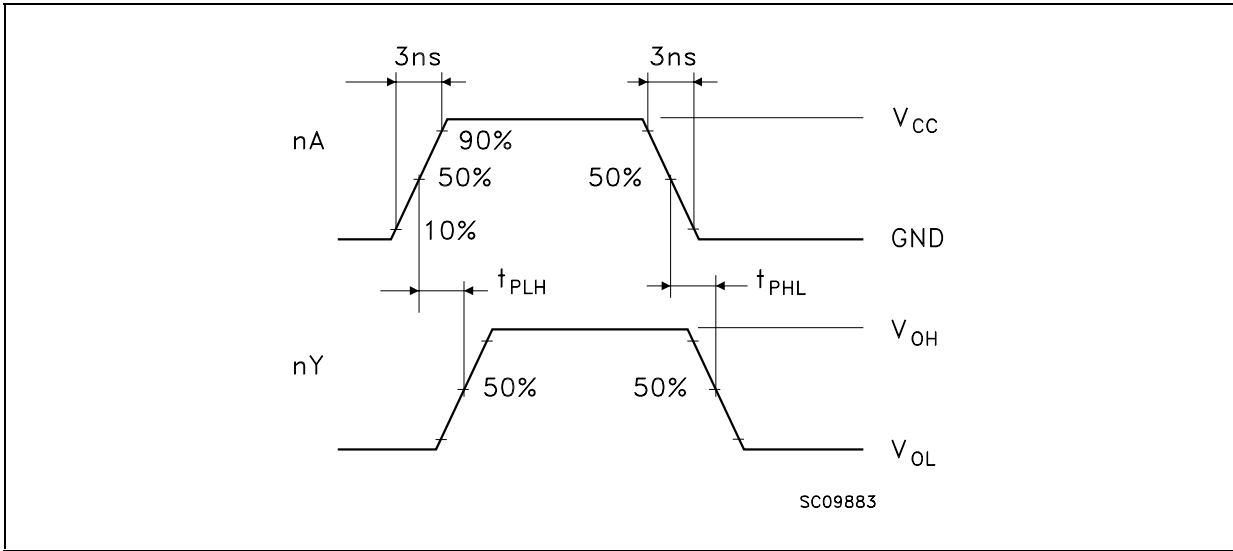 3ns 3ns
nA 90% V_CC
50% 50%
10% GND
t_PLH t_PHL
nY V_OH
50% 50%
V_OL
SC09883